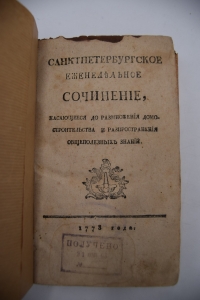 САНКТПЕТЕРБУРГСКОЕ
ЕЖЕНЕДѢЛЬНОЕ
СОЧИНЕНІЕ,
КАСАЮЩЕЕСЯ ДО РАЗМНОЖЕНІЯ ДОМО-
СТРОИТЕЛЬСТВА И РАСПРОСТРАНЕНІЯ
ОБЩЕПОЛЕЗНЫХЪ ЗНАНІЙ.
1778 года.